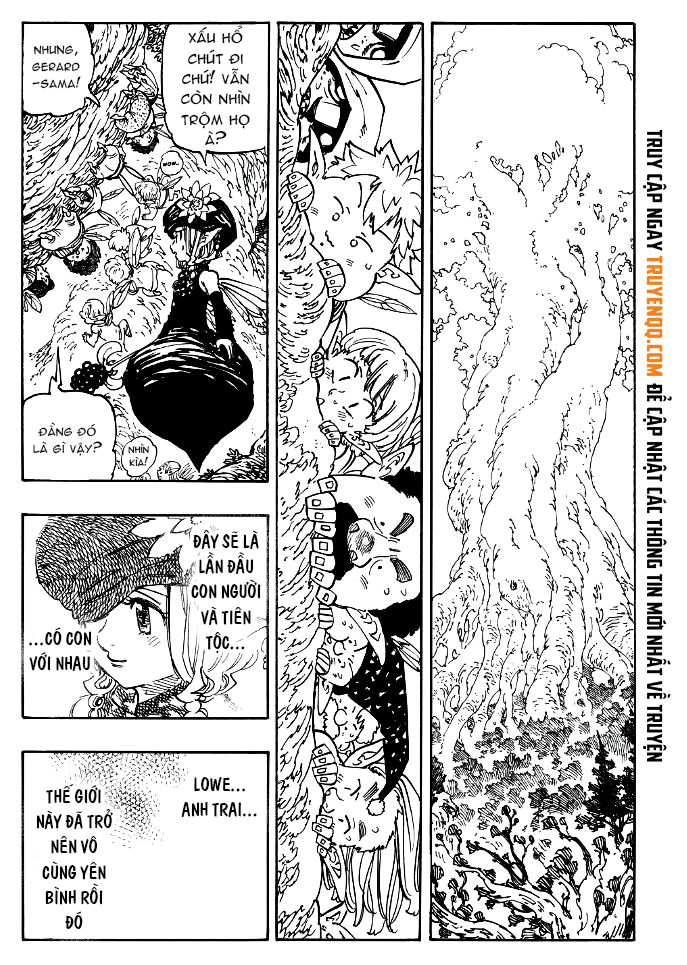 XẤU HỔ
CHÚT ĐI
CHỨ! VẪN
CÒN NHÌN
TRỘM HỌ
À?
NHƯNG,
GERARD
-SAMA!
WOW..
ĐẰNG ĐÓ
LÀ GÌ VẬY?
NHÌN
KÌA!
ĐÂY SẼ LÀ
LẦN ĐẦU
CON NGƯỜI
VÀ TIÊN
TỘC...
...CÓ CON
VỚI NHAU
LOWE...
ANH TRAI...
THẾ GIỚI
NÀY ĐÃ TRỞ
NÊN VÔ
CÙNG YÊN
BÌNH RỒI
ĐÓ
TRUY CẬP NGAY TRUYENQQ.COM ĐỂ CẬP NHẬT CÁC THÔNG TIN MỚI NHẤT VỀ TRUYỆN